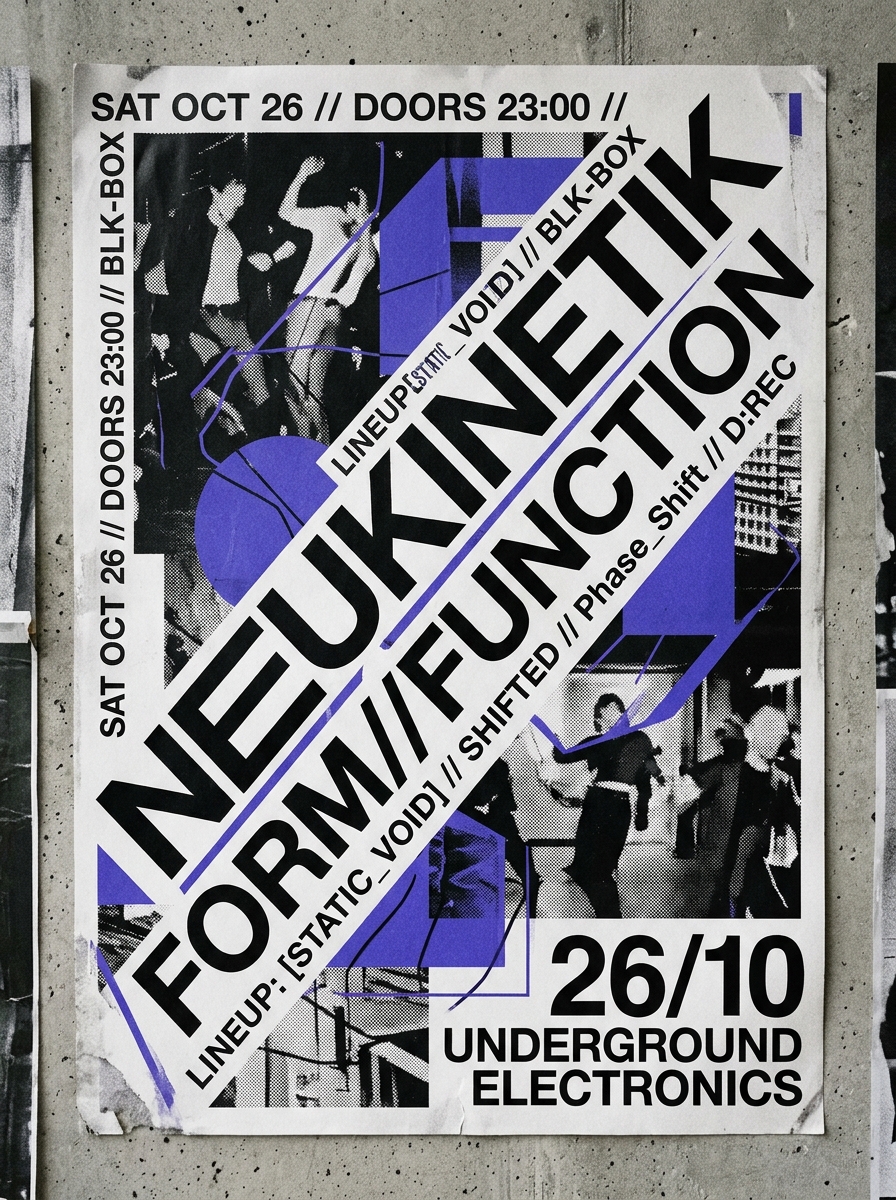 SAT OCT 26 // DOORS 23:00 //
SAT OCT 26 // DOORS 23:00 // BLK-BOX
LINEUP[STATIC_VOID] // BLK-BOX
NEUKINETIK
FORM//FUNCTION
LINEUP: [STATIC_VOID] // SHIFTED // Phase_Shift // D:REC
26/10
UNDERGROUND
ELECTRONICS